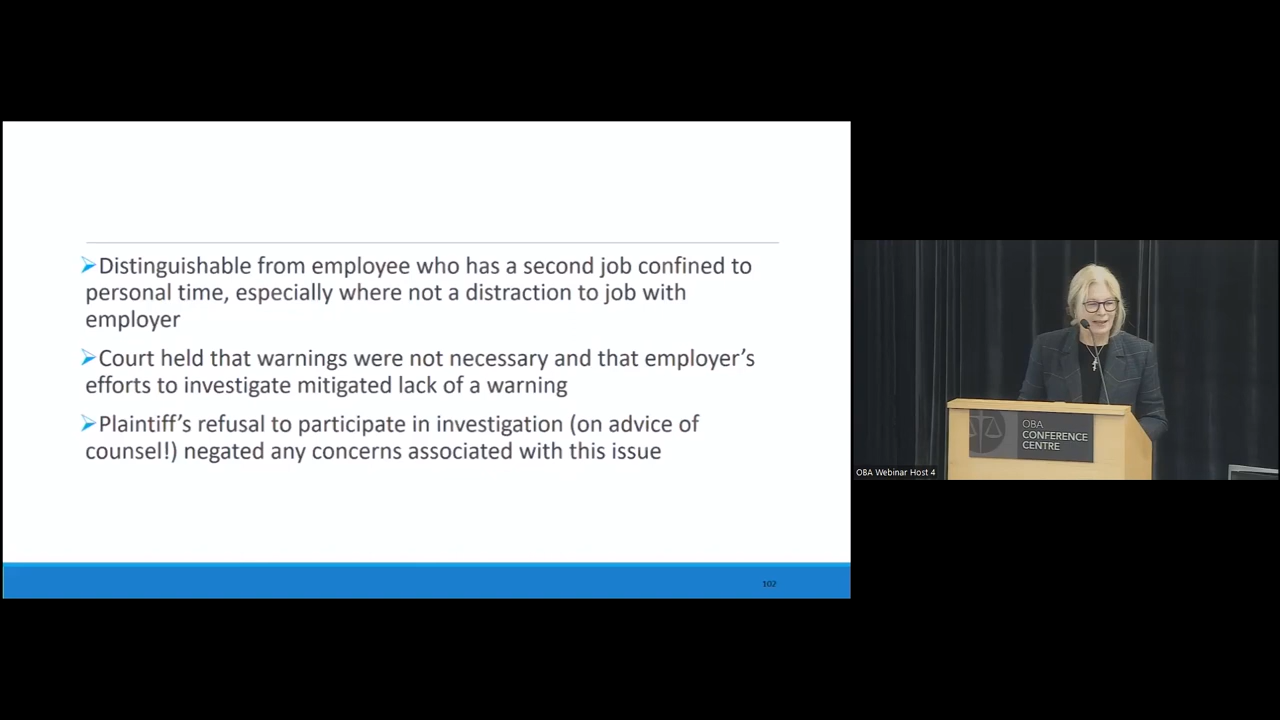 ➢Distinguishable from employee who has a second job confined to
personal time, especially where not a distraction to job with
employer
➢Court held that warnings were not necessary and that employer’s
efforts to investigate mitigated lack of a warning
➢Plaintiff’s refusal to participate in investigation (on advice of
counsel!) negated any concerns associated with this issue
102
OBA
CONFERENCE
CENTRE
OBA Webinar Host 4